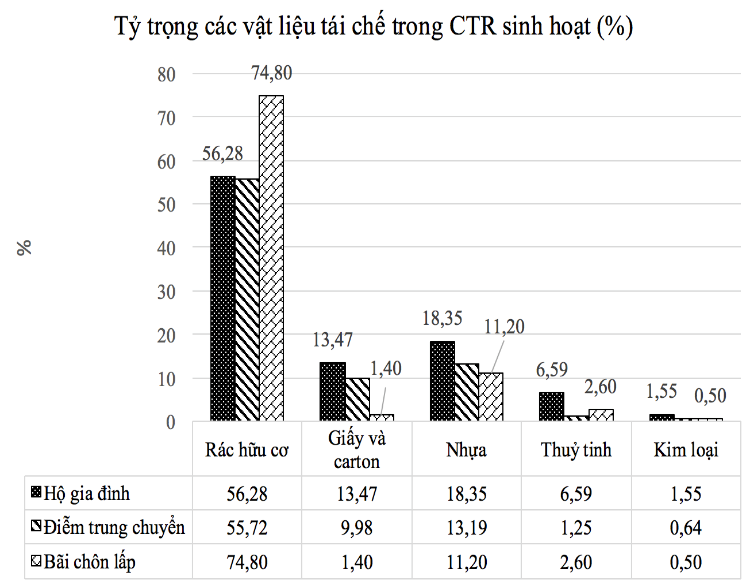 Tỷ trọng các vật liệu tái chế trong CTR sinh hoạt (%)
80
70
60
50
40
30
20
10
0
%
56,28
74,80
13,47
1,40
18,35
11,20
6,59
2,60
1,55
0,50
Rác hữu cơ
Giấy và carton
Nhựa
Thuỷ tinh
Kim loại
Hộ gia đình 56,28 13,47 18,35 6,59 1,55
Điễm trung chuyển 55,72 9,98 13,19 1,25 0,64
Bãi chôn lấp 74,80 1,40 11,20 2,60 0,50